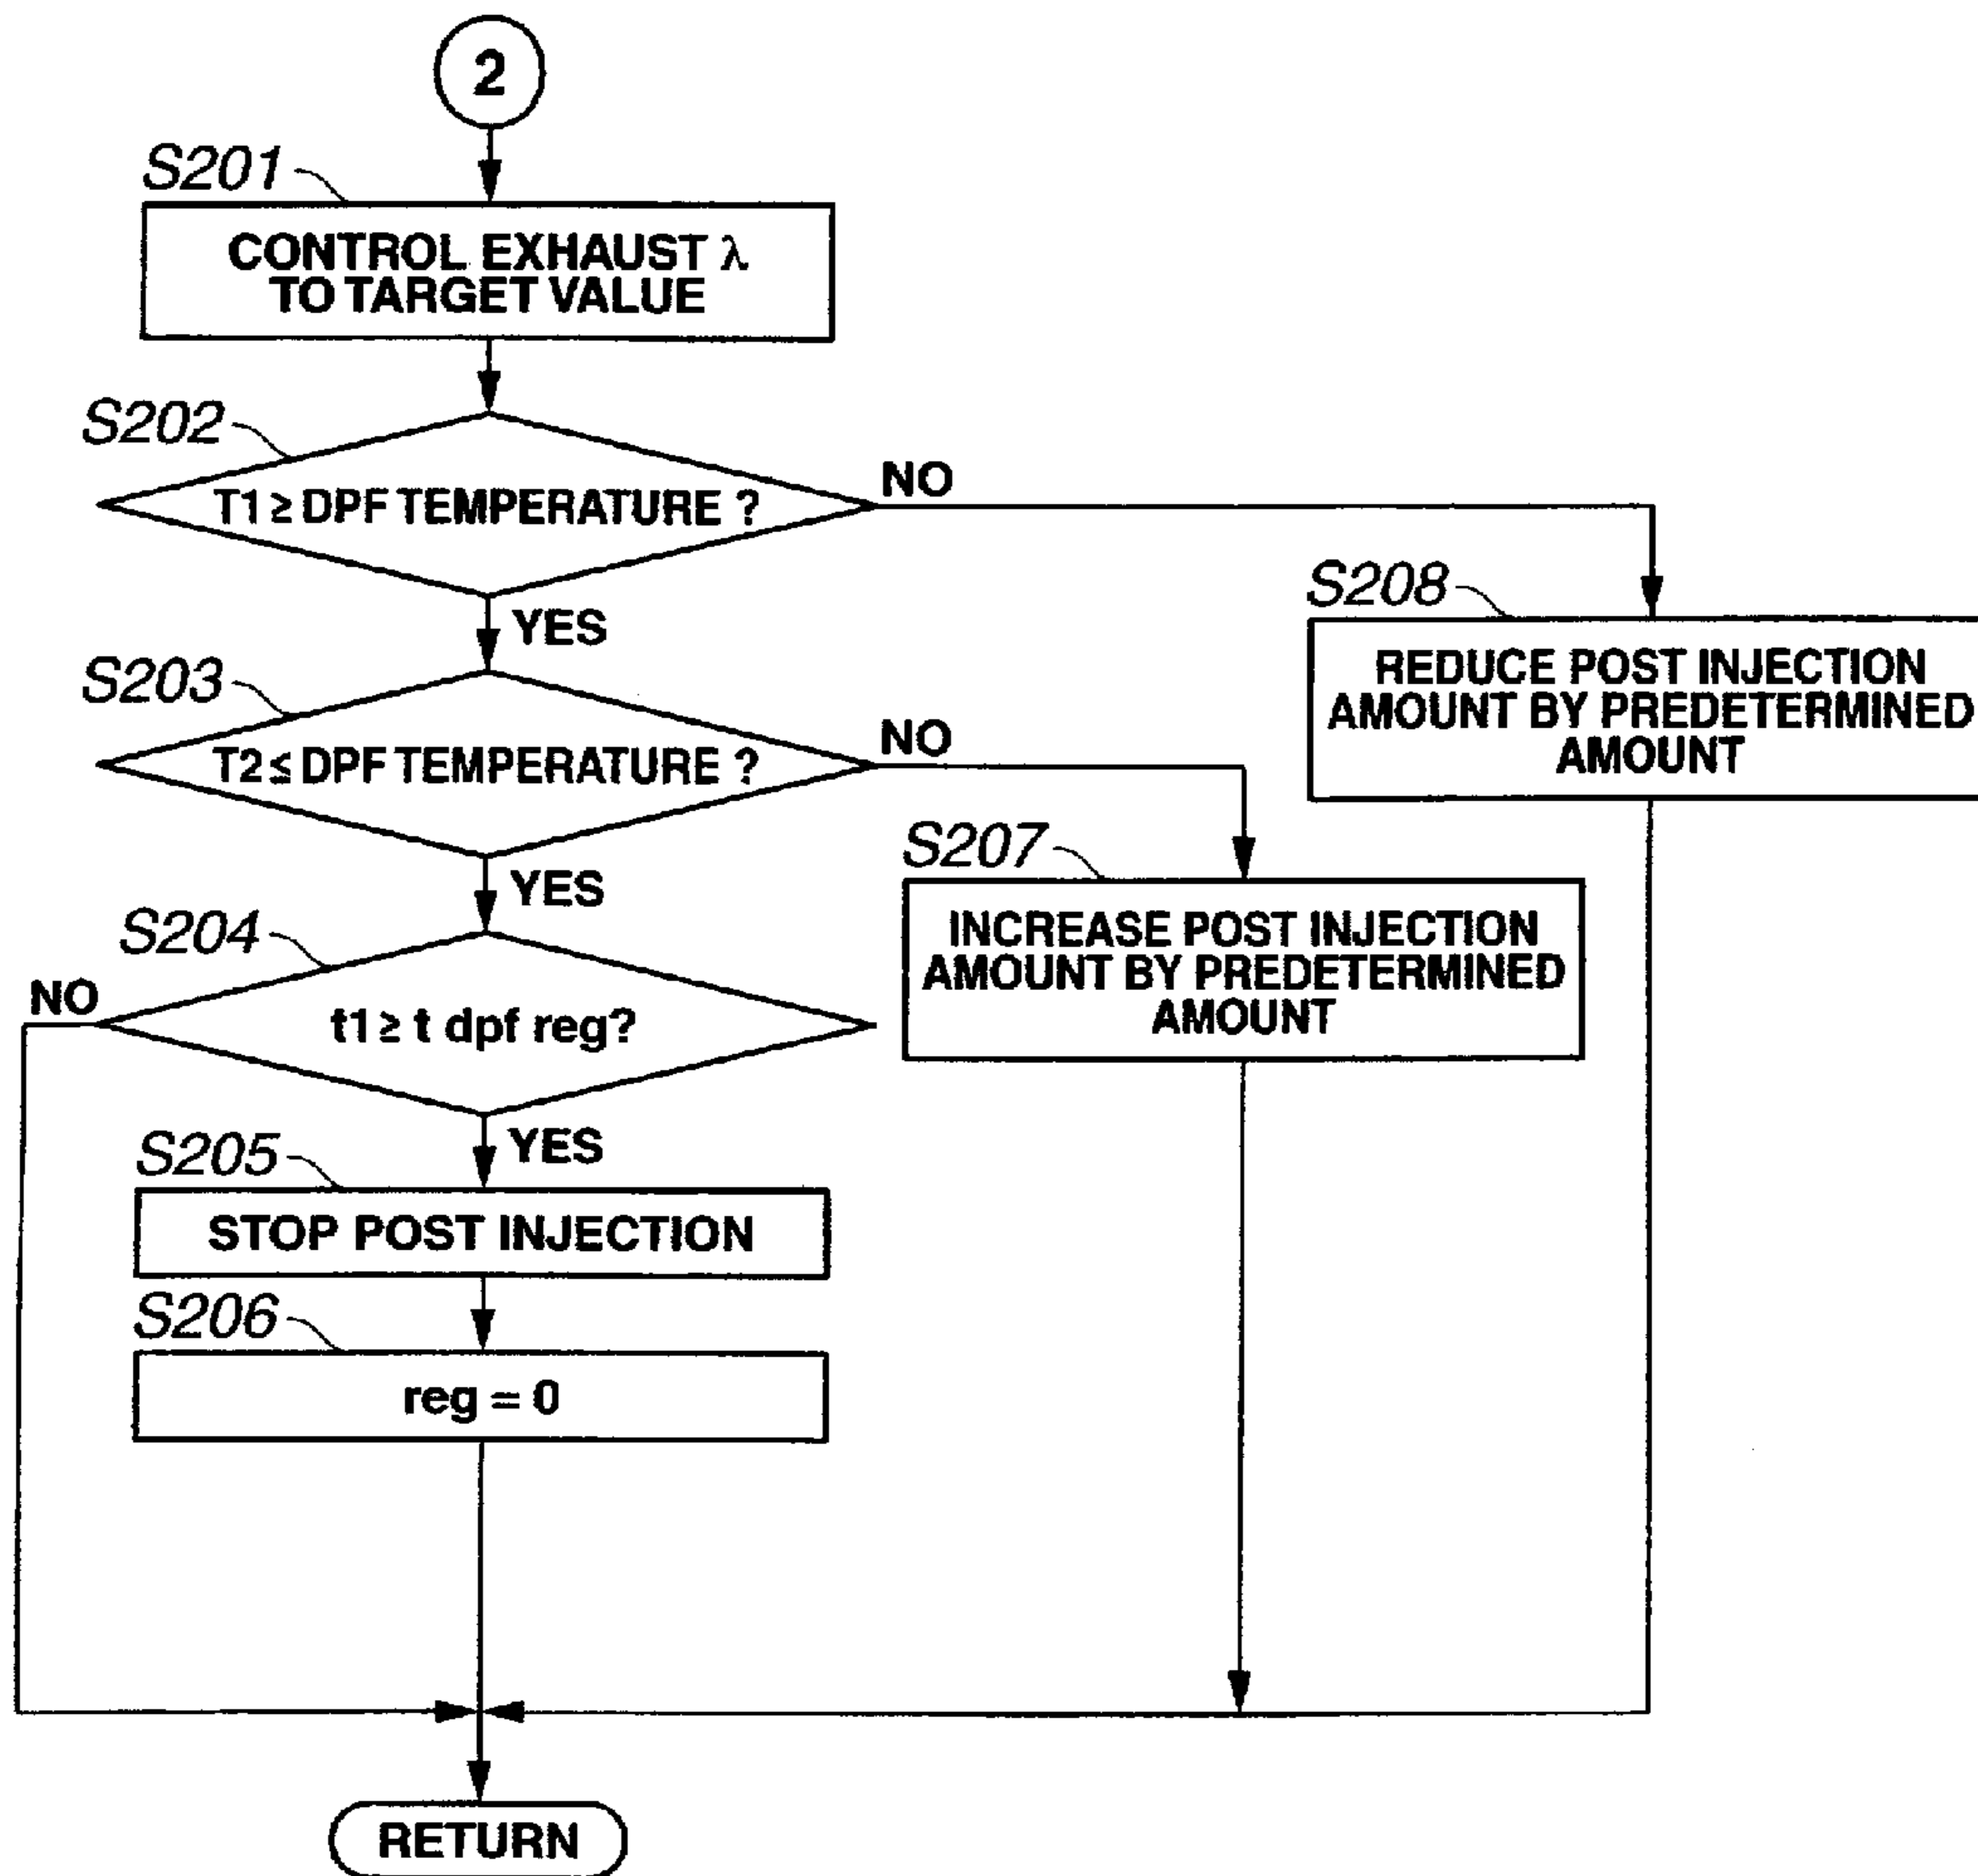 2
S201
CONTROL EXHAUST λ
TO TARGET VALUE
S202
T1 ≥ DPF TEMPERATURE ?
NO
YES
S208
REDUCE POST INJECTION
AMOUNT BY PREDETERMINED
AMOUNT
S203
T2 ≤ DPF TEMPERATURE ?
NO
YES
S207
INCREASE POST INJECTION
AMOUNT BY PREDETERMINED
AMOUNT
S204
NO
t1 ≥ t dpf reg?
YES
S205
STOP POST INJECTION
S206
reg = 0
RETURN